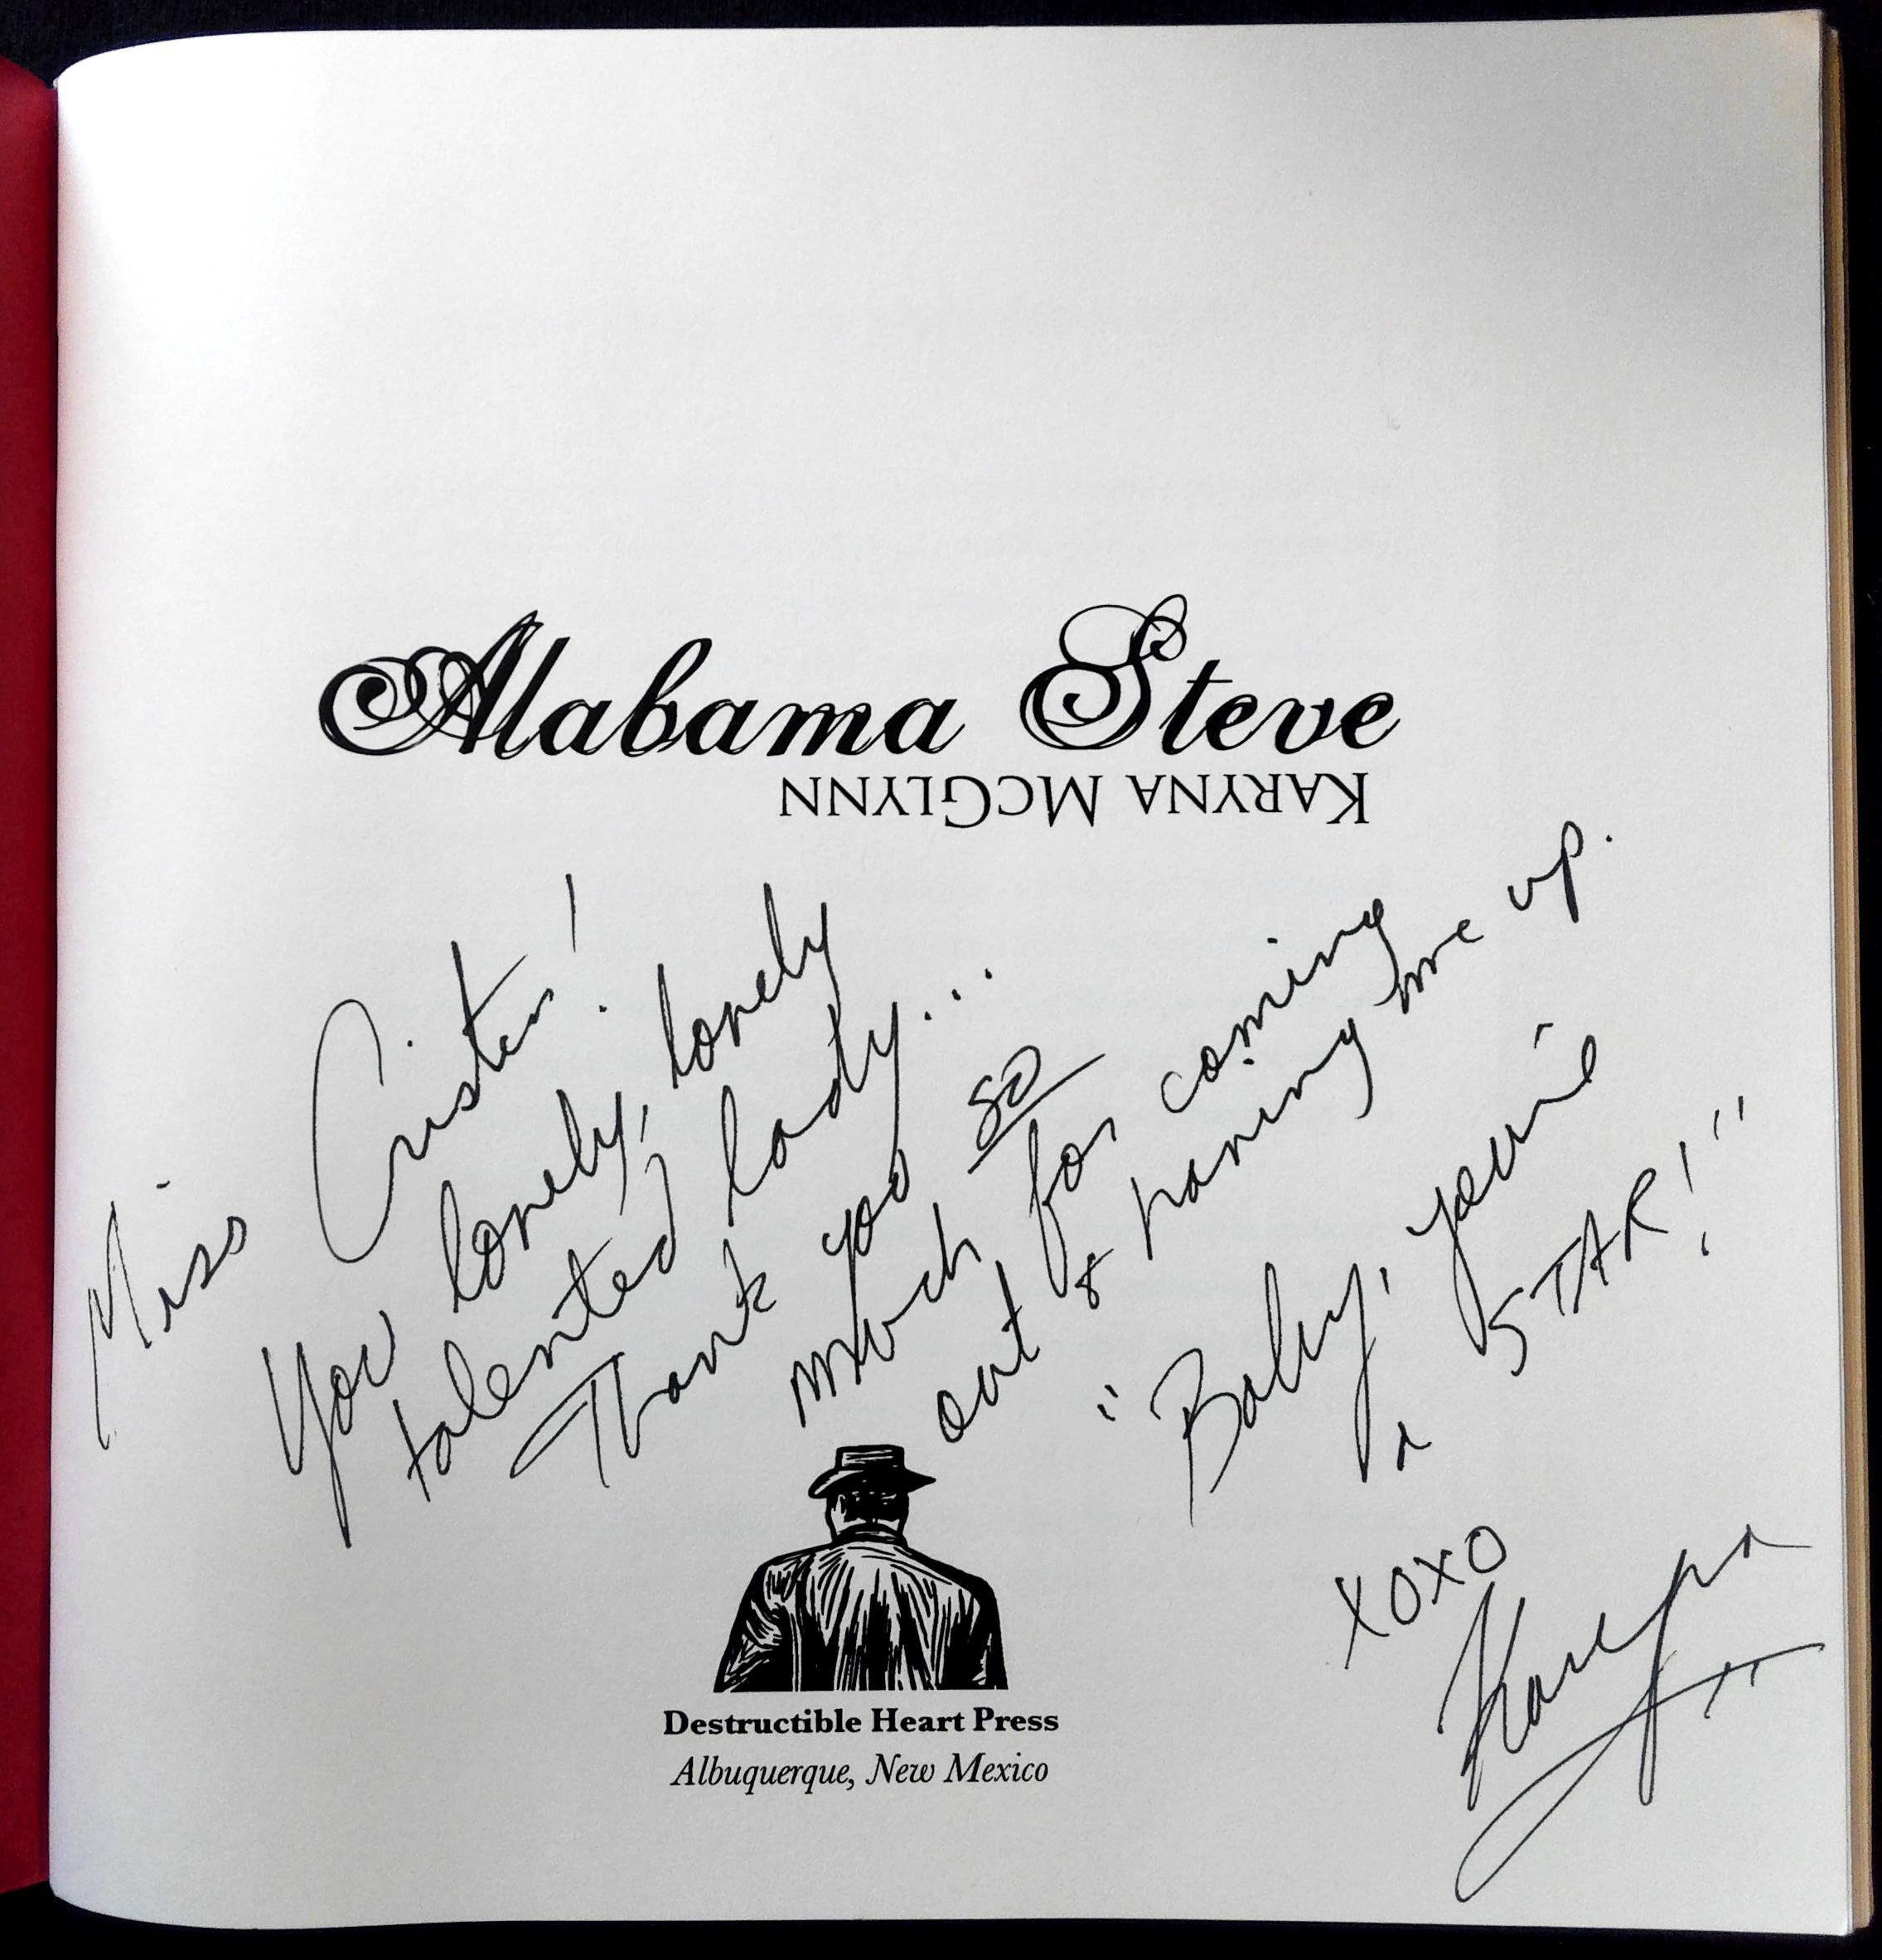 Alabama Steve
KARYNA MCGLYNN
Miss Cristen!
You lovely, lovely
talented lady...
Thank you so
much for coming
out & having me up.
"Baby, you're
a STAR!"
XOXO
Karyna
Destructible Heart Press
Albuquerque, New Mexico